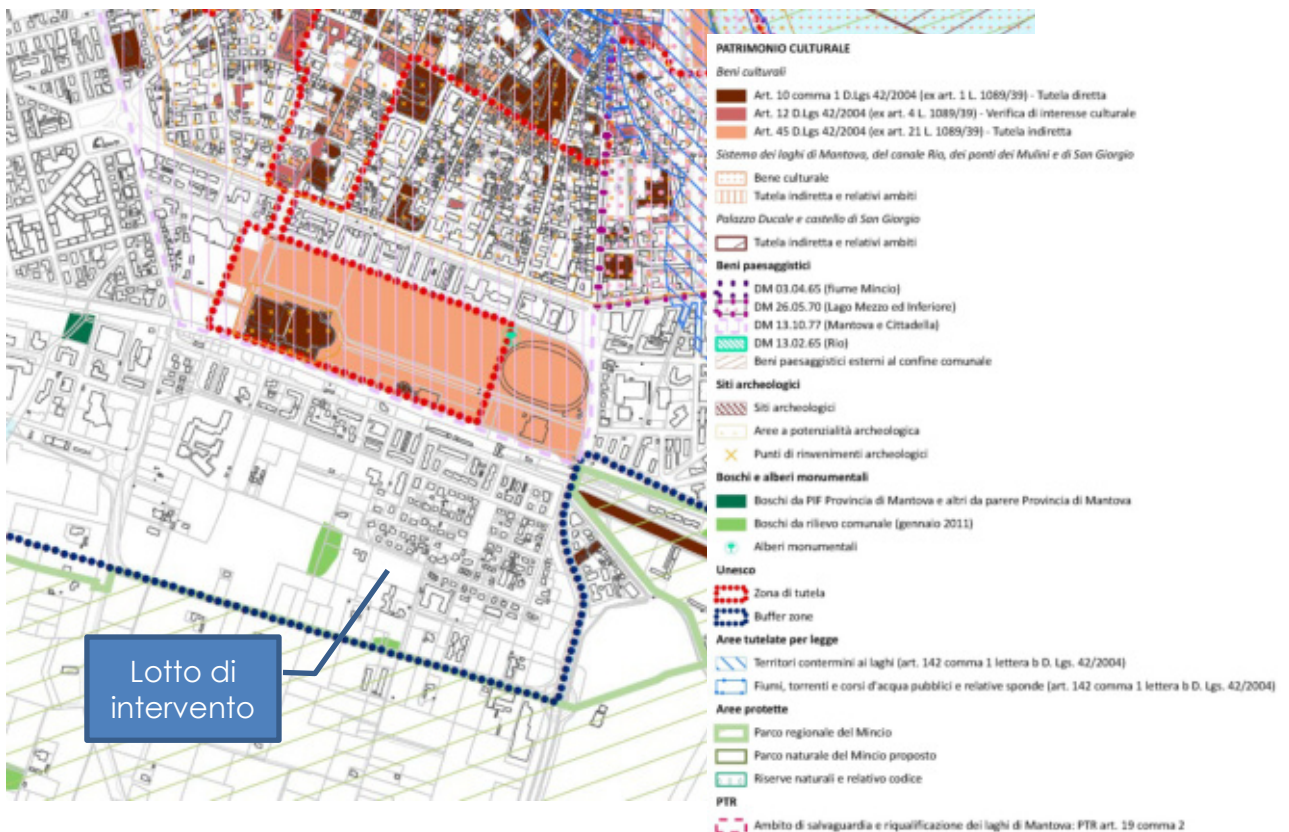 PATRIMONIO CULTURALE
Beni culturali
Art. 10 comma 1 D.Lgs 42/2004 (ex art. 1 L. 1089/39) - Tutela diretta
Art. 12 D.Lgs 42/2004 (ex art. 4 L. 1089/39) - Verifica di interesse culturale
Art. 45 D.Lgs 42/2004 (ex art. 21 L. 1089/39) - Tutela indiretta
Sistema dei laghi di Mantova, del canale Rio, dei ponti dei Mulini e di San Giorgio
Bene culturale
Tutela indiretta e relativi ambiti
Palazzo Ducale e castello di San Giorgio
Tutela indiretta e relativi ambiti
Beni paesaggistici
DM 03.04.65 (fiume Mincio)
DM 26.05.70 (Lago Mezzo ed Inferiore)
DM 13.10.77 (Mantova e Cittadella)
DM 13.02.65 (Rio)
Beni paesaggistici esterni al confine comunale
Siti archeologici
Siti archeologici
Aree a potenzialità archeologica
Punti di rinvenimenti archeologici
Boschi e alberi monumentali
Boschi da PIF Provincia di Mantova e altri da parere Provincia di Mantova
Boschi da rilievo comunale (gennaio 2011)
Alberi monumentali
Unesco
Zona di tutela
Buffer zone
Aree tutelate per legge
Territori contermini ai laghi (art. 142 comma 1 lettera b D. Lgs. 42/2004)
Fiumi, torrenti e corsi d'acqua pubblici e relative sponde (art. 142 comma 1 lettera b D. Lgs. 42/2004)
Aree protette
Parco regionale del Mincio
Parco naturale del Mincio proposto
Riserve naturali e relativo codice
PTR
Ambito di salvaguardia e riqualificazione dei laghi di Mantova: PTR art. 19 comma 2
Lotto di
intervento